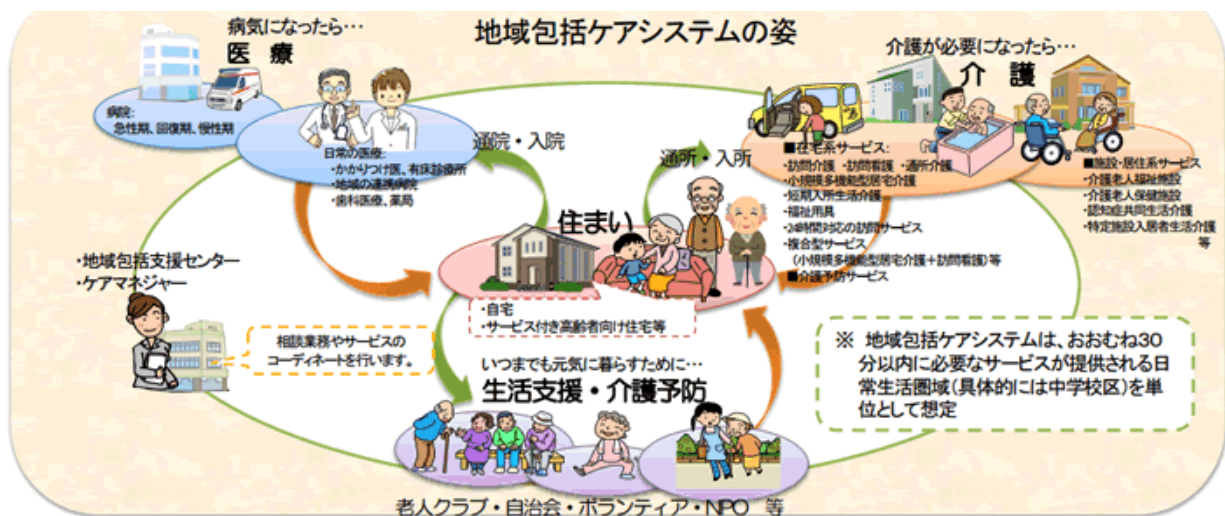 地域包括ケアシステムの姿
病気になったら…
医 療
病院:
急性期、回復期、慢性期
日常の医療:
・かかりつけ医、有床診療所
・地域の連携病院
・歯科医療、薬局
通院・入院
通所・入所
介護が必要になったら…
介 護
■在宅系サービス:
・訪問介護 ・訪問看護 ・通所介護
・小規模多機能型居宅介護
・短期入所生活介護
・福祉用具
・24時間対応の訪問サービス
・複合型サービス
(小規模多機能型居宅介護+訪問看護)等
■介護予防サービス
■施設・居住系サービス
・介護老人福祉施設
・介護老人保健施設
・認知症共同生活介護
・特定施設入居者生活介護
等
住まい
・自宅
・サービス付き高齢者向け住宅等
・地域包括支援センター
・ケアマネジャー
相談業務やサービスの
コーディネートを行います。
いつまでも元気に暮らすために…
生活支援・介護予防
老人クラブ・自治会・ボランティア・NPO 等
※ 地域包括ケアシステムは、おおむね30
分以内に必要なサービスが提供される日
常生活圏域(具体的には中学校区)を単
位として想定